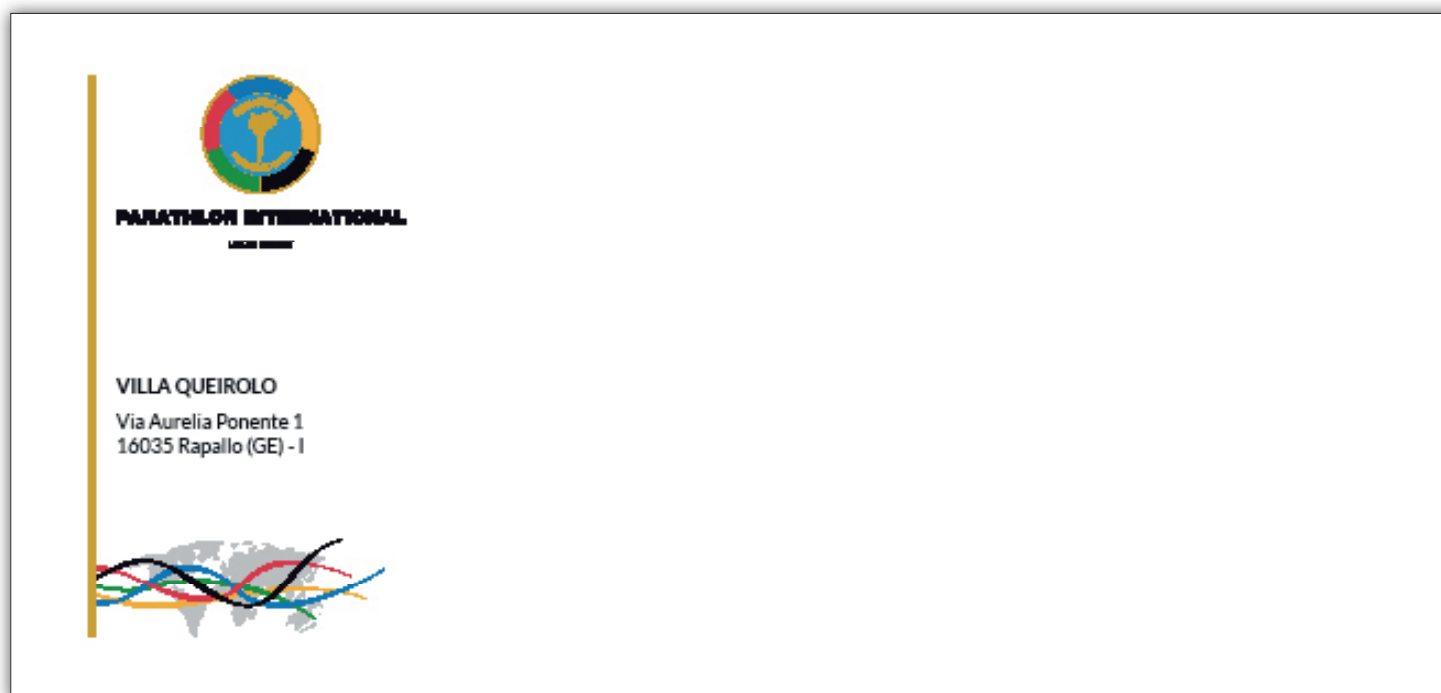 PARATHLON INTERNATIONAL
VILLA QUEIROLO
Via Aurelia Ponente 1
16035 Rapallo (GE) - I